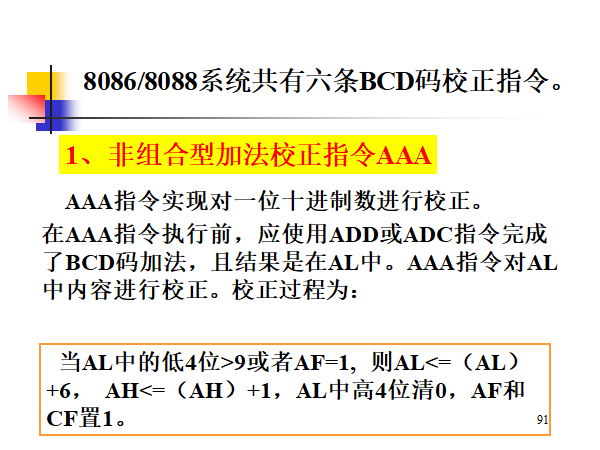 8086/8088系统共有六条BCD码校正指令。
1、非组合型加法校正指令AAA
AAA指令实现对一位十进制数进行校正。
在AAA指令执行前，应使用ADD或ADC指令完成
了BCD码加法，且结果是在AL中。AAA指令对AL
中内容进行校正。校正过程为：
当AL中的低4位>9或者AF=1, 则AL<=（AL）
+6， AH<=（AH）+1，AL中高4位清0，AF和
CF置1。
91